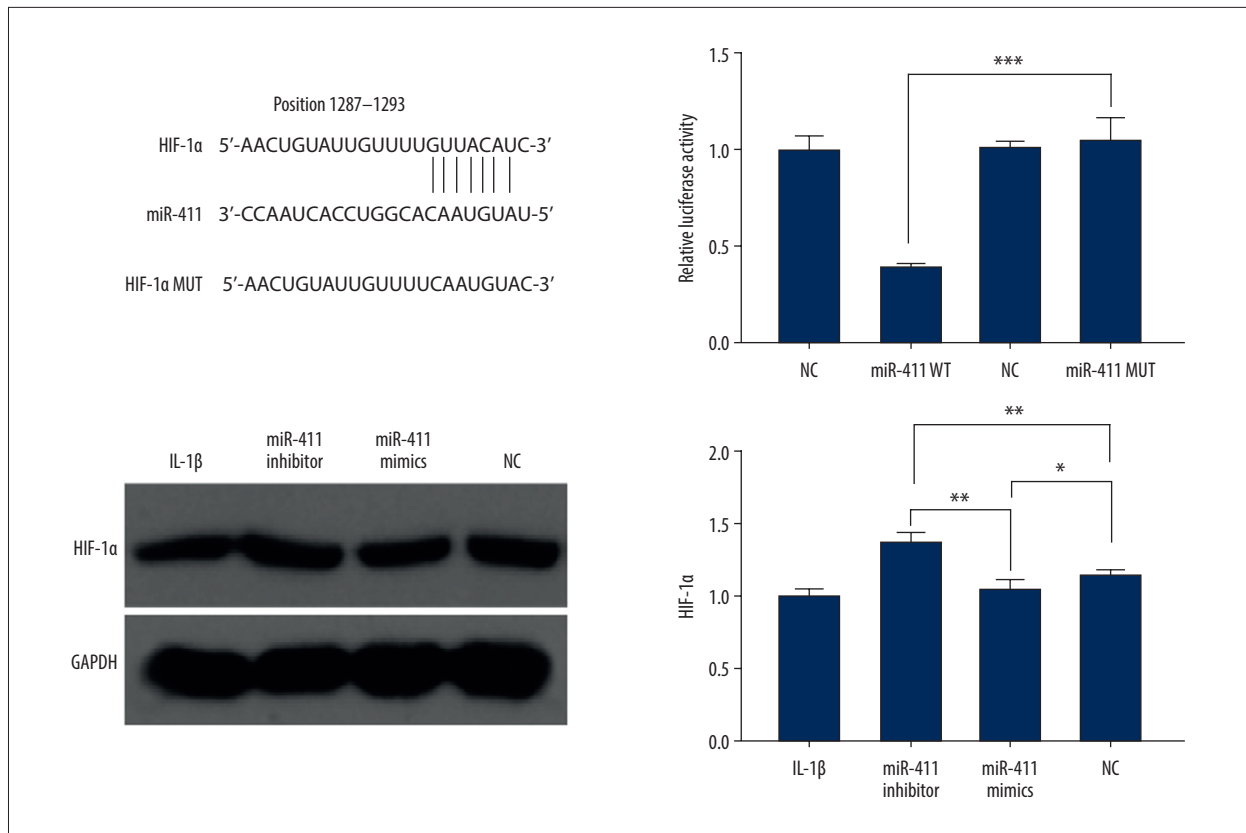 Position 1287–1293
HIF-1α 5′-AACUGUAUUGUUUUGUUACAUC-3′
miR-411 3′-CCAAUCACCUGGCACAAUGUAU-5′
HIF-1α MUT 5′-AACUGUAUUGUUUUCAAUGUAC-3′
1.5
1.0
0.5
0.0
Relative luciferase activity
***
NC miR-411 WT NC miR-411 MUT
IL-1β miR-411 inhibitor miR-411 mimics NC
HIF-1α
GAPDH
2.0
1.5
1.0
0.5
0.0
HIF-1α
**
**
*
IL-1β miR-411 inhibitor miR-411 mimics NC